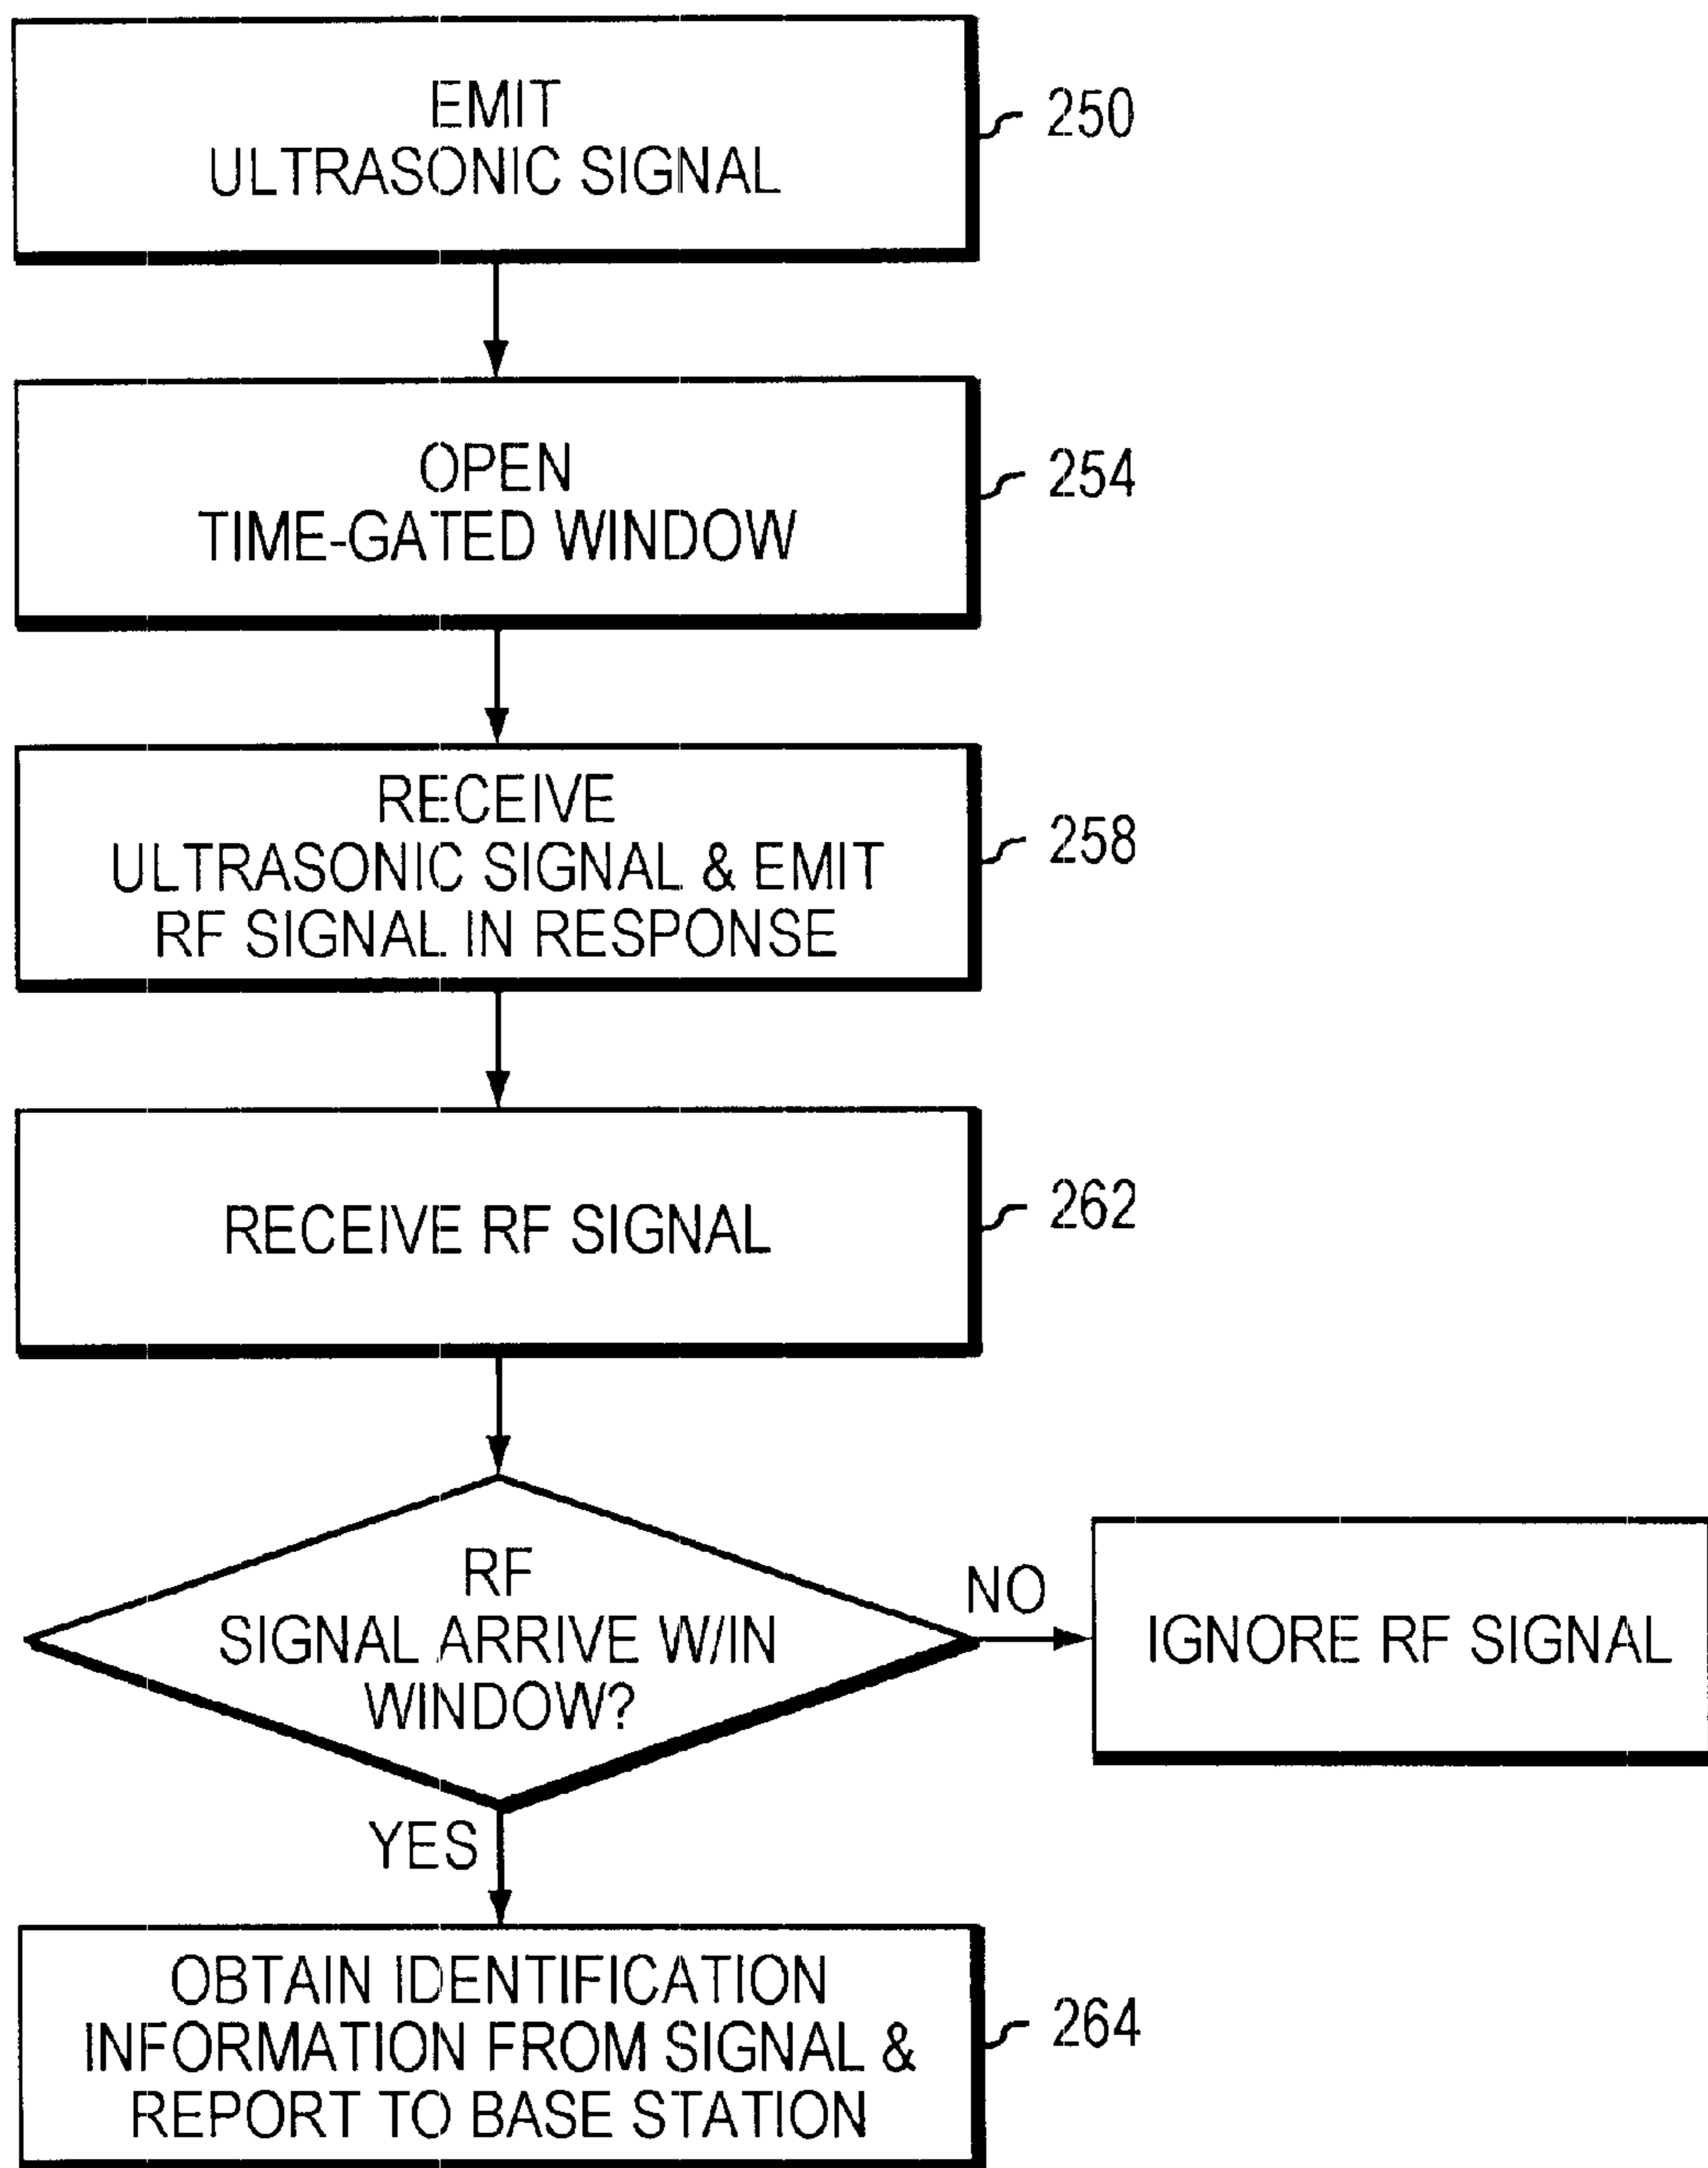 EMIT
ULTRASONIC SIGNAL
250
OPEN
TIME-GATED WINDOW
254
RECEIVE
ULTRASONIC SIGNAL & EMIT
RF SIGNAL IN RESPONSE
258
RECEIVE RF SIGNAL
262
RF
SIGNAL ARRIVE W/IN
WINDOW?
NO
IGNORE RF SIGNAL
YES
OBTAIN IDENTIFICATION
INFORMATION FROM SIGNAL &
REPORT TO BASE STATION
264